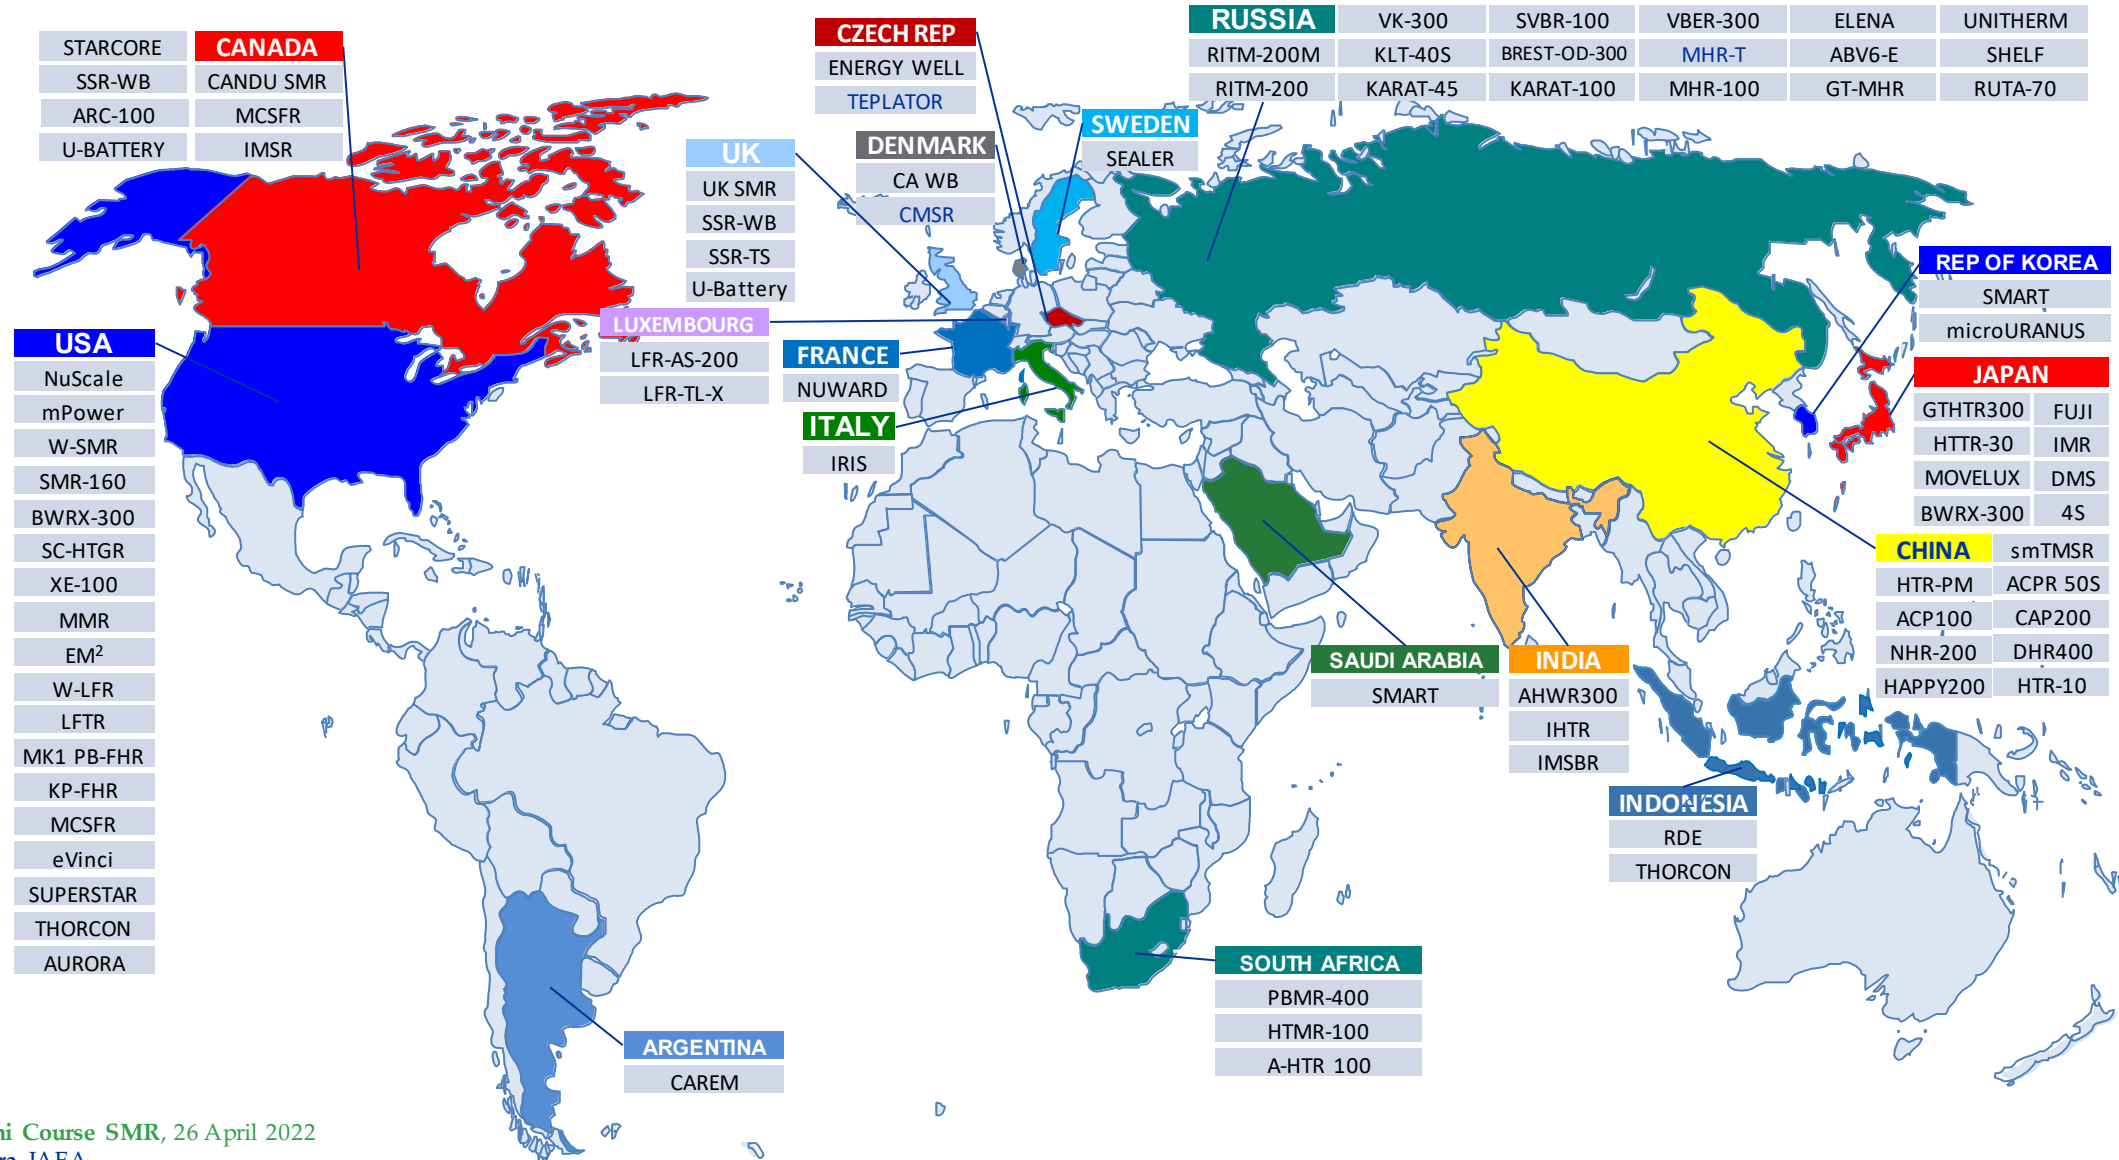 CANADA
STARCORE
SSR-WB
CANDU SMR
ARC-100
MCSFR
U-BATTERY
IMSR
CZECH REP
ENERGY WELL
TEPLATOR
RUSSIA
VK-300
SVBR-100
VBER-300
ELENA
UNITHERM
RITM-200M
KLT-40S
BREST-OD-300
MHR-T
ABV6-E
SHELF
RITM-200
KARAT-45
KARAT-100
MHR-100
GT-MHR
RUTA-70
SWEDEN
SEALER
DENMARK
CA WB
CMSR
UK
UK SMR
SSR-WB
SSR-TS
U-Battery
LUXEMBOURG
LFR-AS-200
LFR-TL-X
FRANCE
NUWARD
ITALY
IRIS
USA
NuScale
mPower
W-SMR
SMR-160
BWRX-300
SC-HTGR
XE-100
MMR
EM²
W-LFR
LFTR
MK1 PB-FHR
KP-FHR
MCSFR
eVinci
SUPERSTAR
THORCON
AURORA
REP OF KOREA
SMART
microURANUS
JAPAN
GTHTR300
FUJI
HTTR-30
IMR
MOVELUX
DMS
BWRX-300
4S
CHINA
smTMSR
HTR-PM
ACPR 50S
ACP100
CAP200
NHR-200
DHR400
HAPPY200
HTR-10
SAUDI ARABIA
SMART
INDIA
AHWR300
IHTR
IMSBR
INDONESIA
RDE
THORCON
SOUTH AFRICA
PBMR-400
HTMR-100
A-HTR 100
ARGENTINA
CAREM
Course SMR, 26 April 2022
IAEA